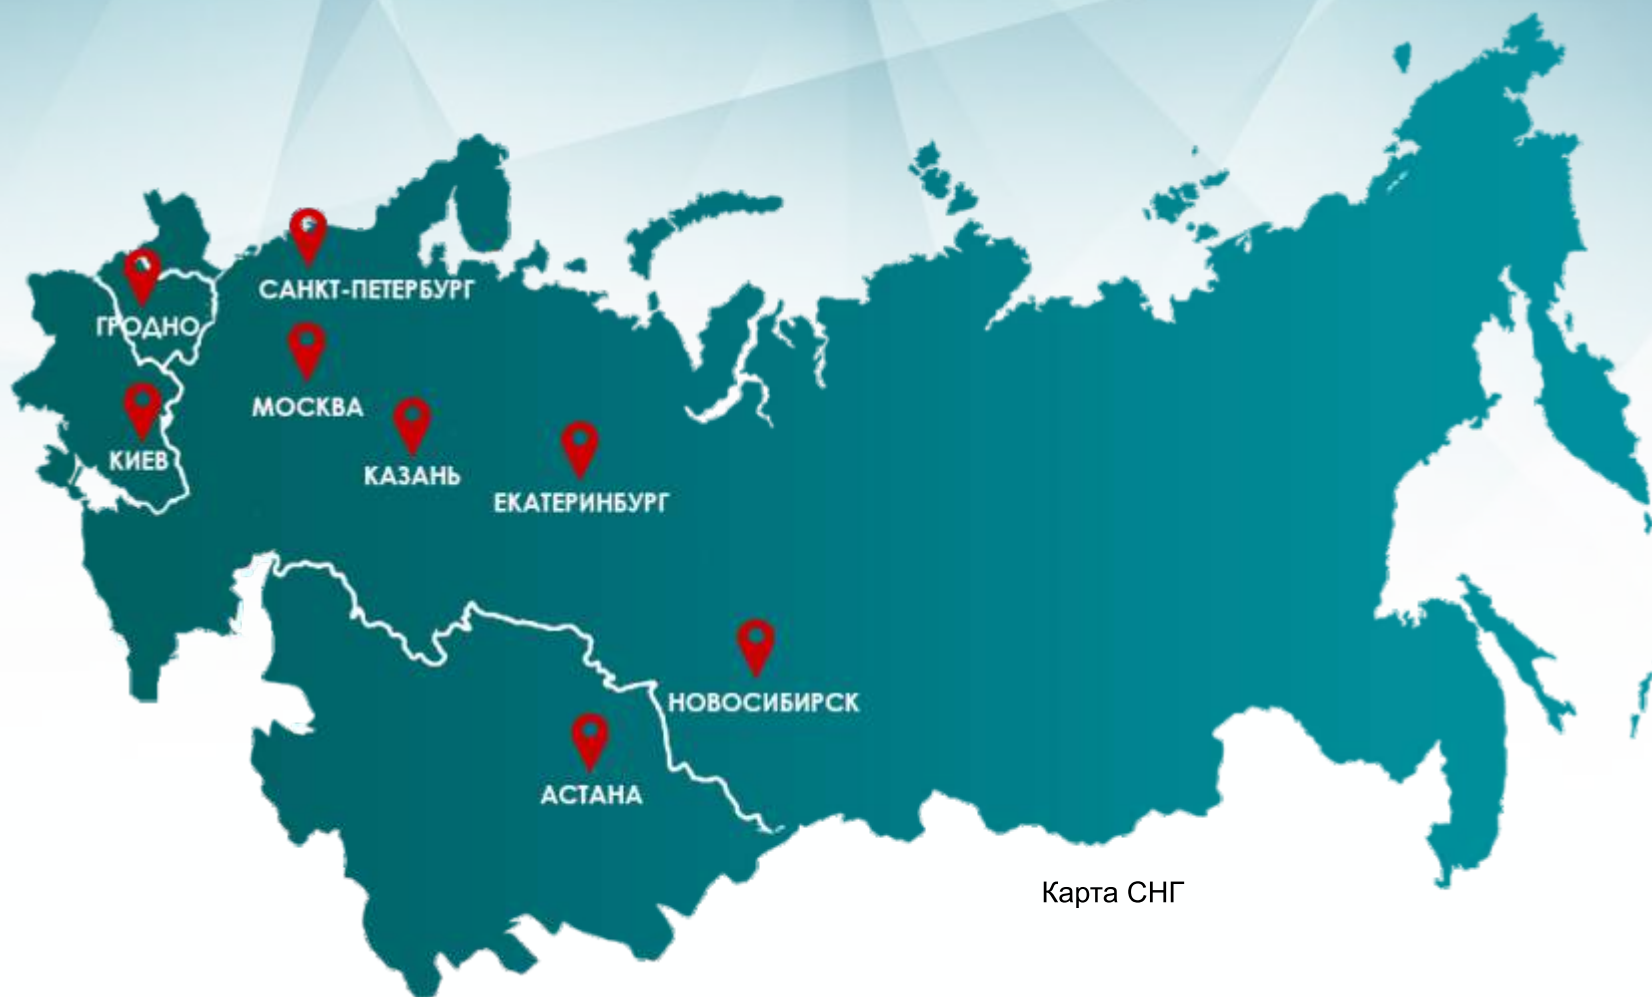 САНКТ-ПЕТЕРБУРГ
ГРОДНО
МОСКВА
КИЕВ
КАЗАНЬ
ЕКАТЕРИНБУРГ
НОВОСИБИРСК
АСТАНА
Карта СНГ